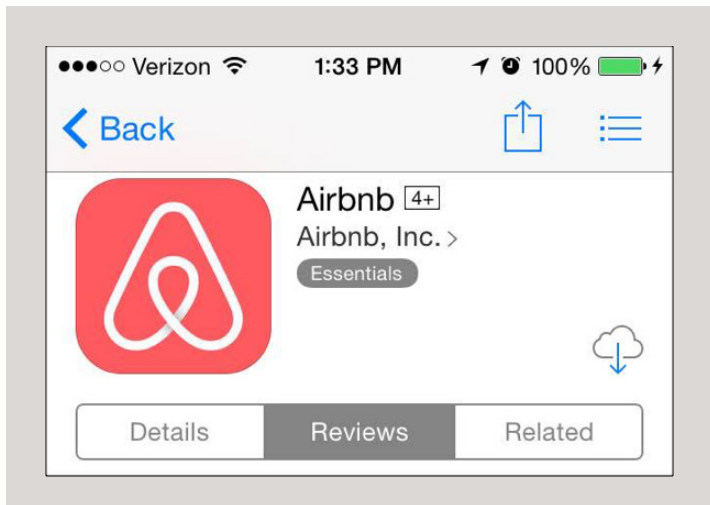 Verizon 1:33 PM 100%
Back
Airbnb 4+
Airbnb, Inc.
Essentials
Details Reviews Related